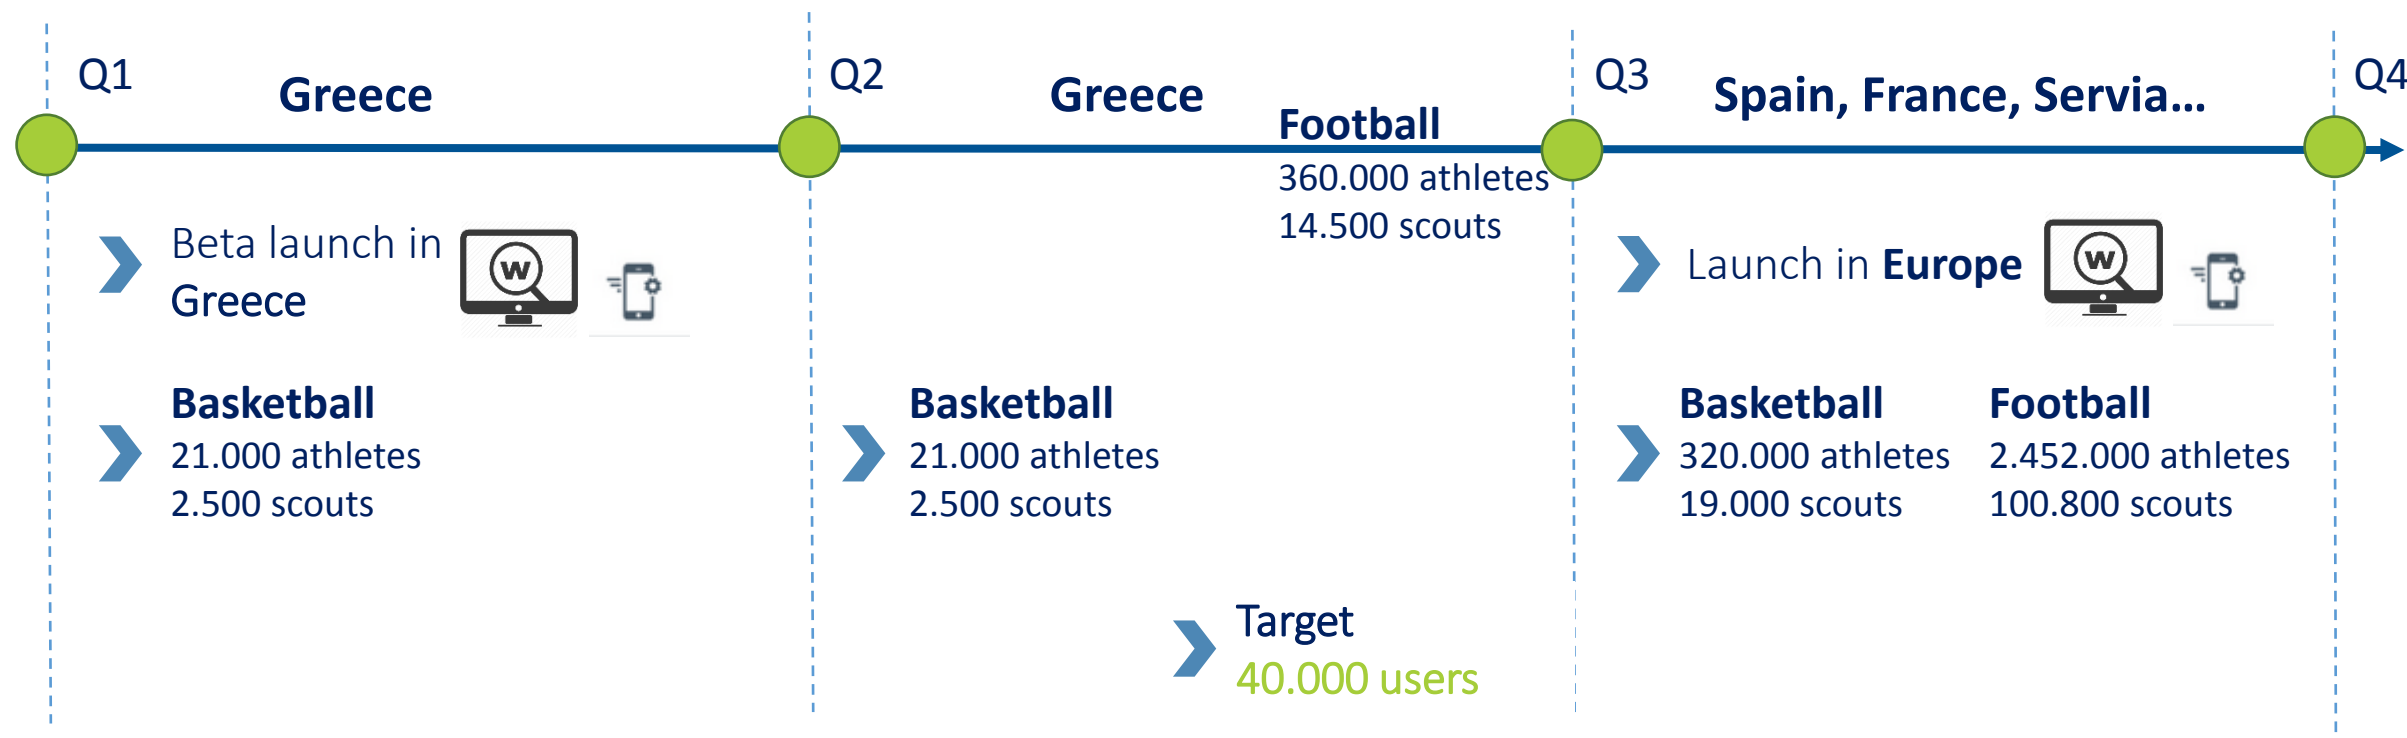 Q1
Greece
Q2
Greece
Q3
Spain, France, Servia...
Q4
Football
360.000 athletes
14.500 scouts
Beta launch in
Greece
W
Launch in Europe
W
Basketball
21.000 athletes
2.500 scouts
Basketball
21.000 athletes
2.500 scouts
Basketball
320.000 athletes
19.000 scouts
Football
2.452.000 athletes
100.800 scouts
Target
40.000 users